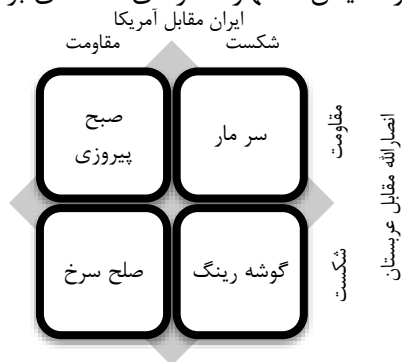 ایران مقابل آمریکا
شکست
مقاومت
سر مار
صبح
پیروزی
مقاومت
انصارالله مقابل عربستان
گوشه رینگ
صلح سرخ
شکست